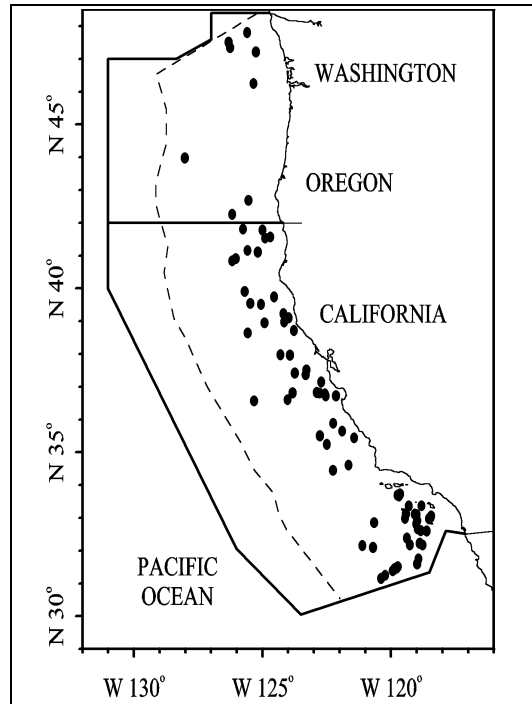 WASHINGTON
N 45°
OREGON
N 40°
CALIFORNIA
N 35°
PACIFIC
OCEAN
N 30°
W 130°
W 125°
W 120°